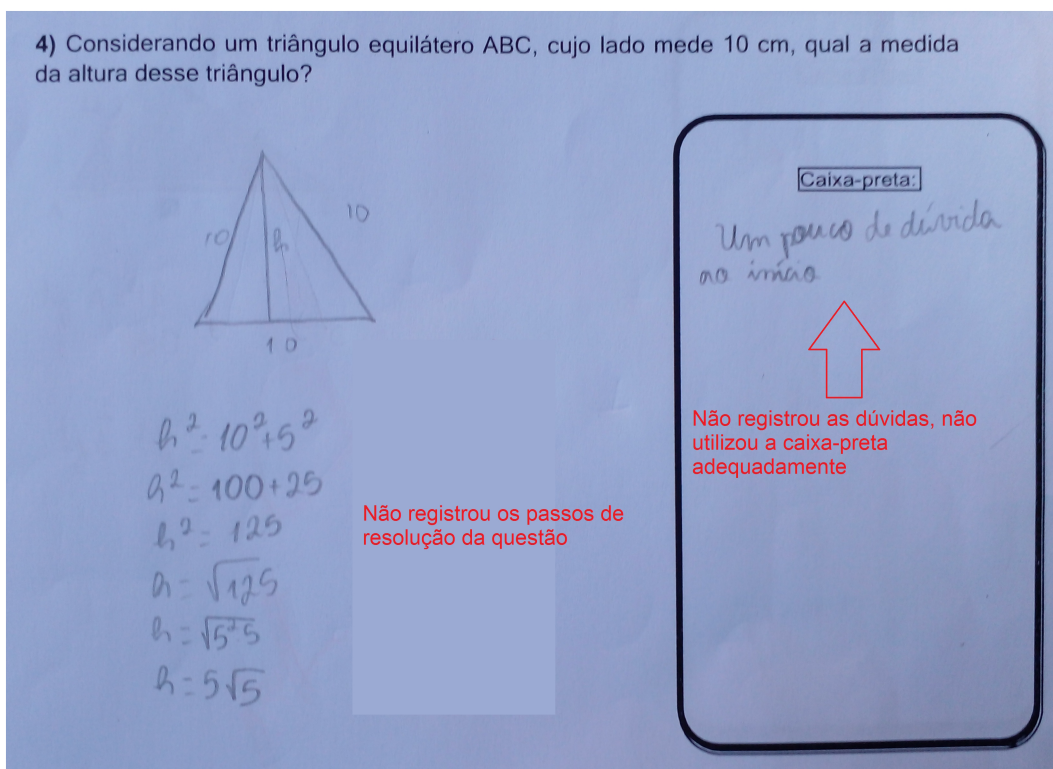 4) Considerando um triângulo equilátero ABC, cujo lado mede 10 cm, qual a medida
da altura desse triângulo?
Caixa-preta:
Um pouco de dúvida
no início
10
10
h
10
Não registrou as dúvidas, não
utilizou a caixa-preta
adequadamente
h² = 10² + 5²
h² = 100 + 25
h² = 125
h = √125
h = √5²5
h = 5√5
Não registrou os passos de
resolução da questão